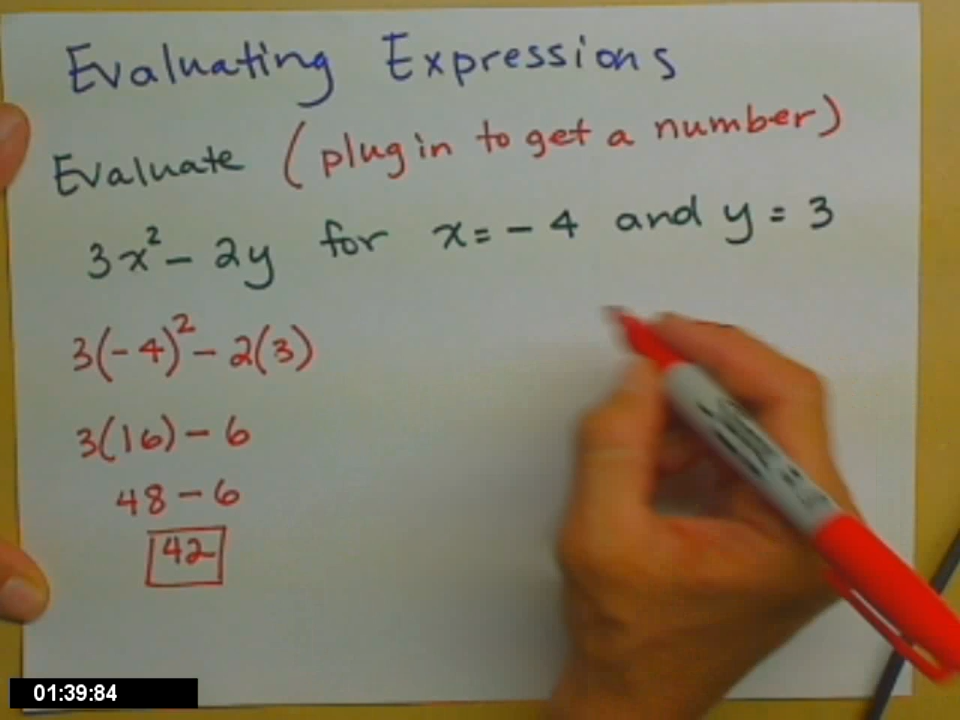 Evaluating Expressions
Evaluate (plug in to get a number)
3x² - 2y for x = - 4 and y = 3
3(-4)² - 2(3)
3(16) - 6
48 - 6
42
01:39:84